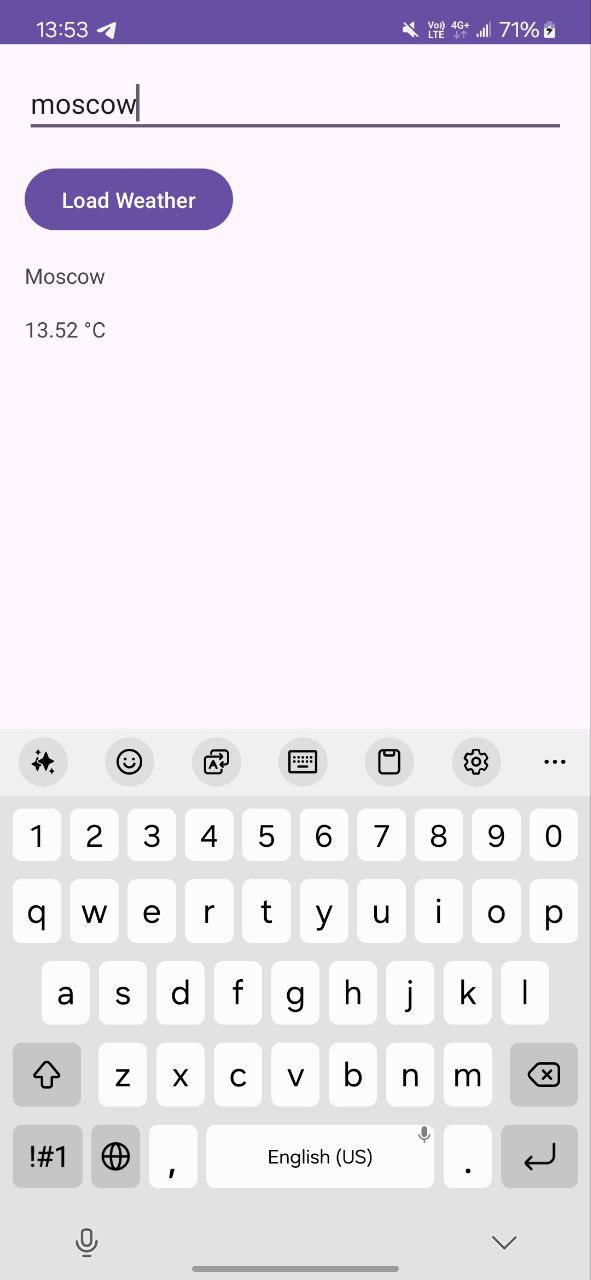 13:53 Vo)) LTE 4G+ 71%
moscow
Load Weather
Moscow
13.52 °C
1 2 3 4 5 6 7 8 9 0
q w e r t y u i o p
a s d f g h j k l
z x c v b n m
!#1 , English (US) .